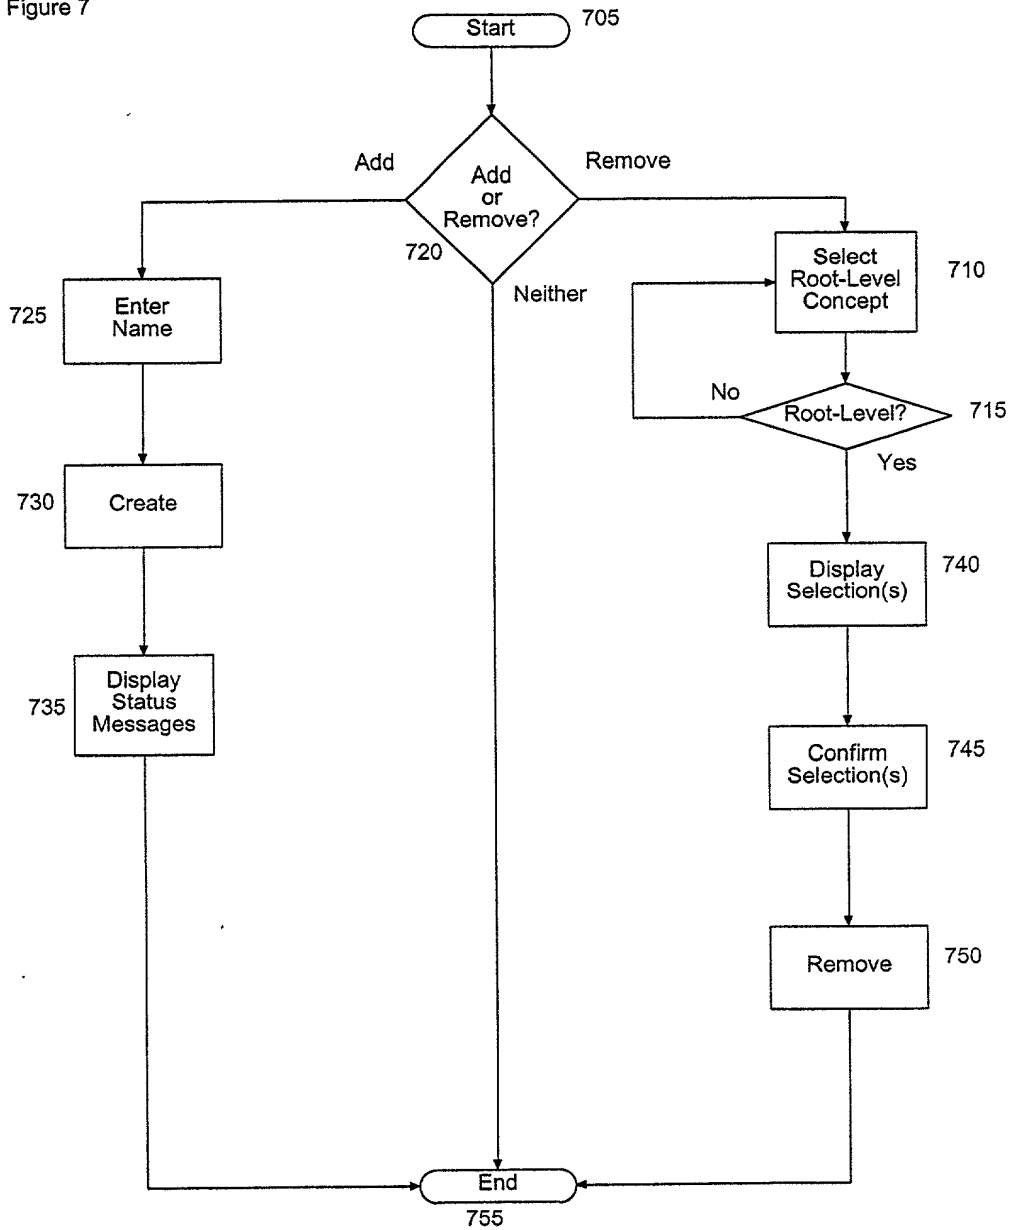 Figure 7
Start
705
Add
or
Remove?
720
Add
Remove
Neither
725
Enter
Name
730
Create
735
Display
Status
Messages
Select
Root-Level
Concept
710
Root-Level?
715
No
Yes
Display
Selection(s)
740
Confirm
Selection(s)
745
Remove
750
End
755